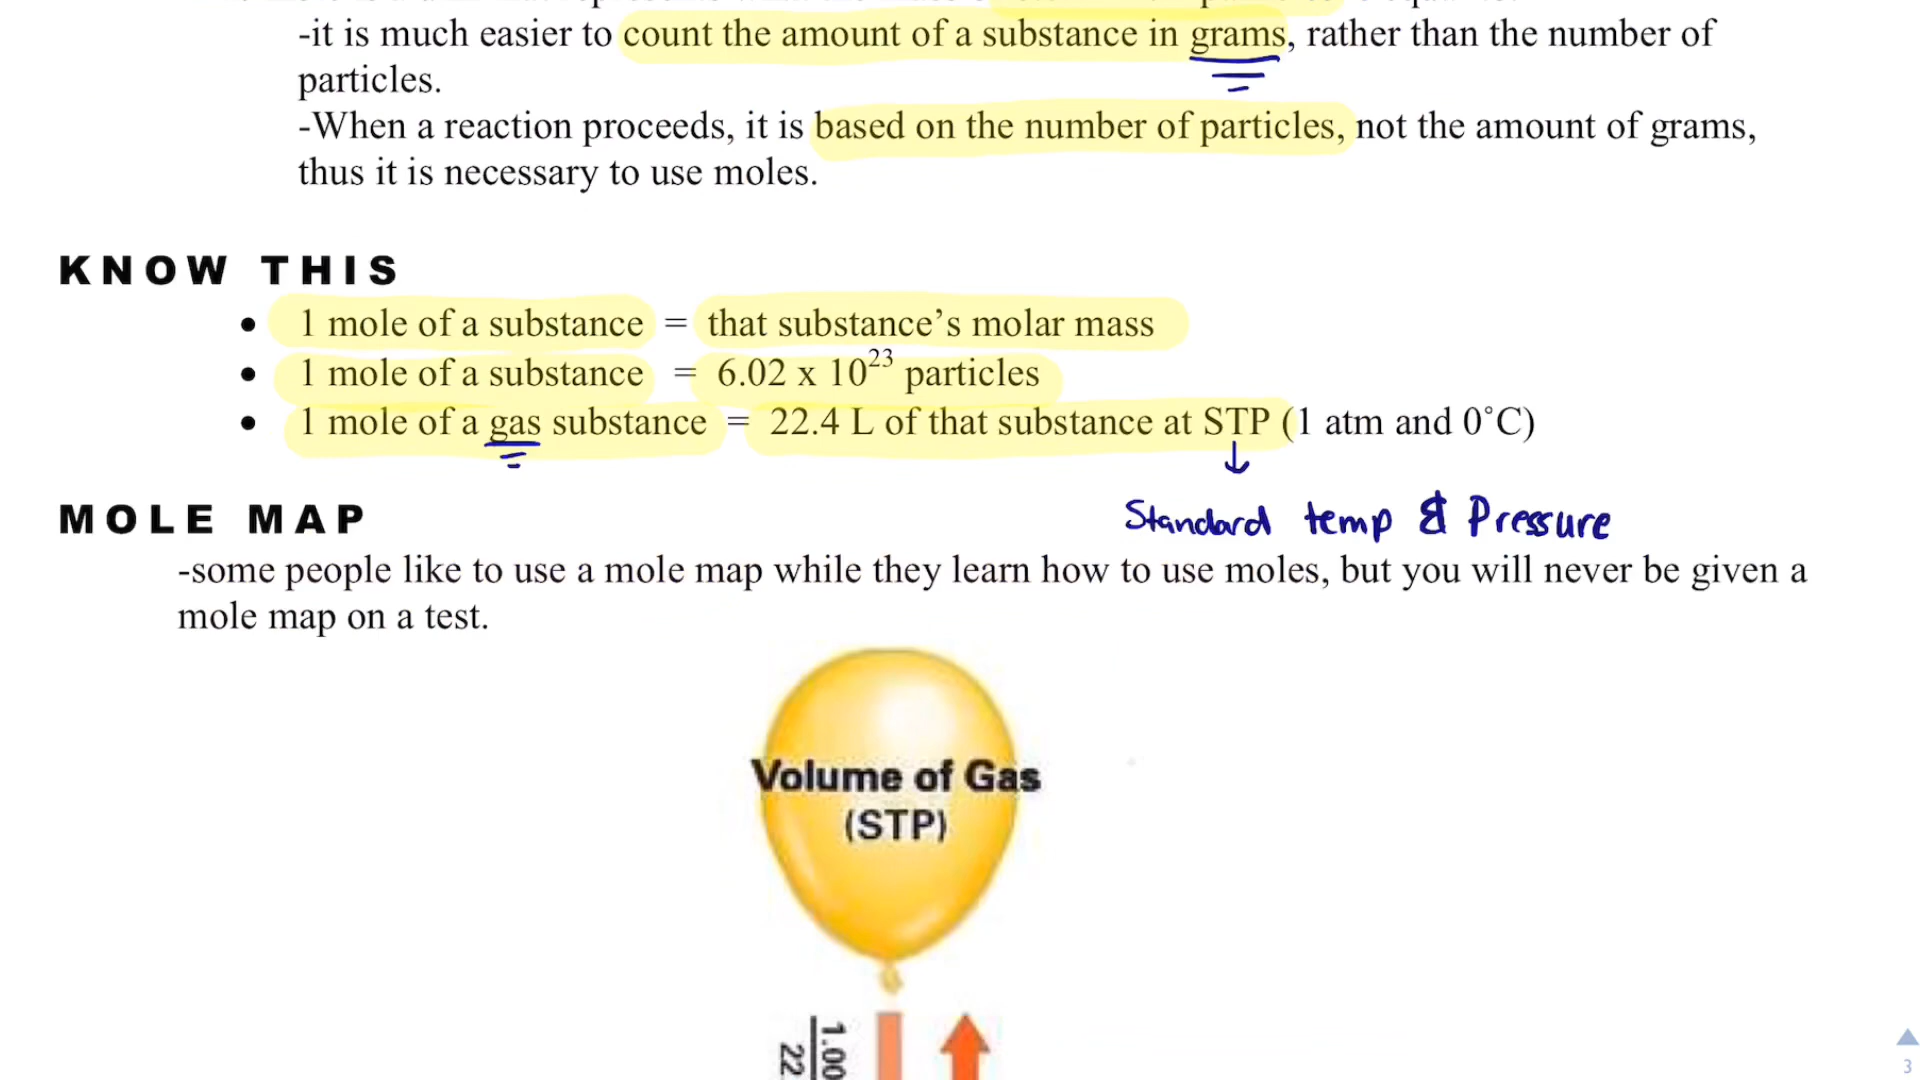 -it is much easier to count the amount of a substance in grams, rather than the number of
particles.
-When a reaction proceeds, it is based on the number of particles, not the amount of grams,
thus it is necessary to use moles.
KNOW THIS
• 1 mole of a substance = that substance’s molar mass
• 1 mole of a substance = 6.02 x 10²³ particles
• 1 mole of a gas substance = 22.4 L of that substance at STP (1 atm and 0˚C)
↓
Standard temp & Pressure
MOLE MAP
-some people like to use a mole map while they learn how to use moles, but you will never be given a
mole map on a test.
Volume of Gas
(STP)
1.00
22
3